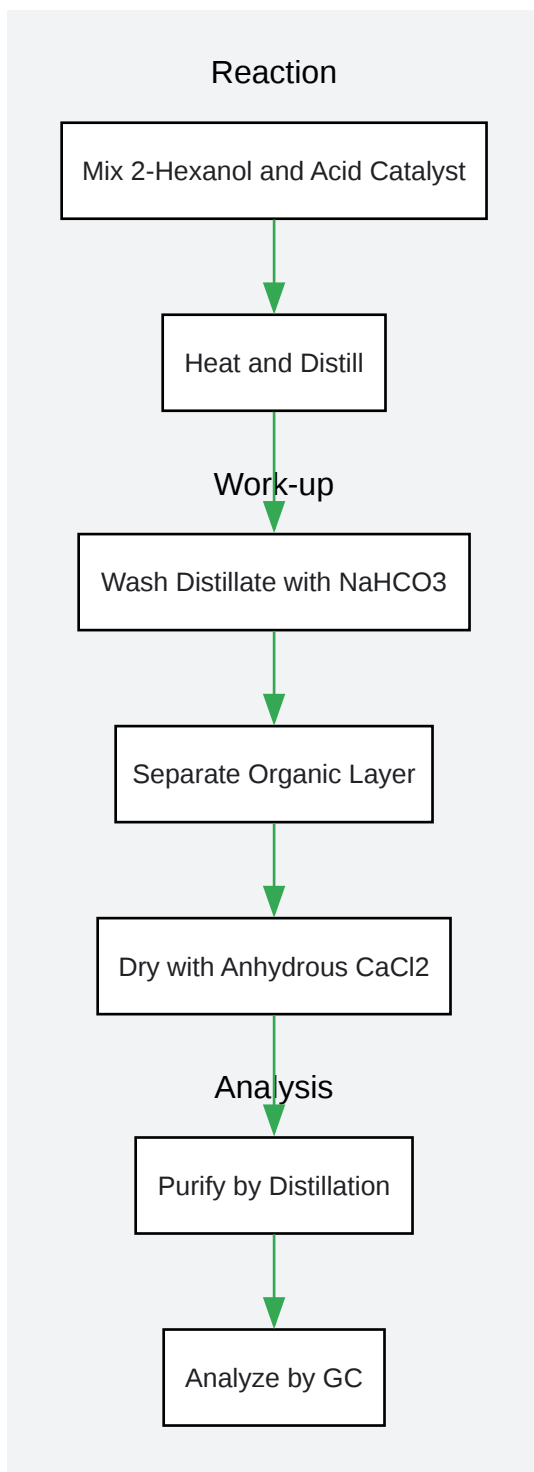 Reaction
Mix 2-Hexanol and Acid Catalyst
Heat and Distill
Work-up
Wash Distillate with NaHCO3
Separate Organic Layer
Dry with Anhydrous CaCl2
Analysis
Purify by Distillation
Analyze by GC